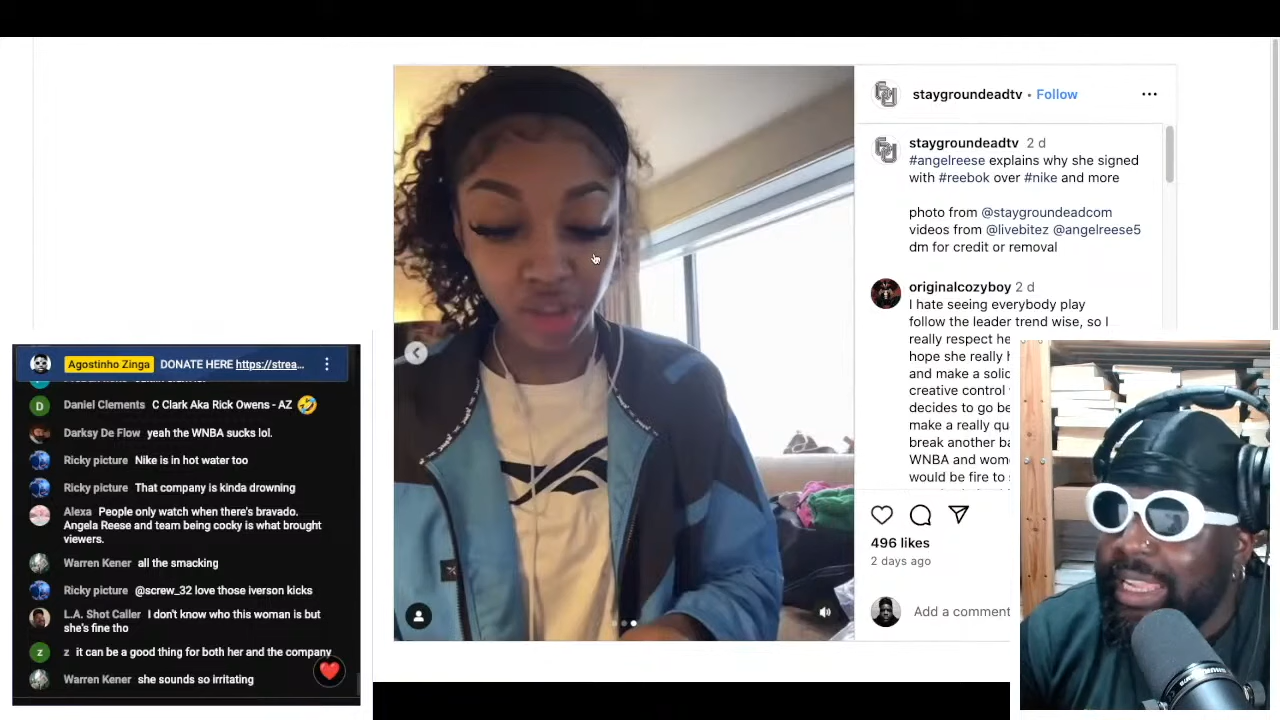 staygroundeadtv • Follow
staygroundeadtv 2 d
#angelreese explains why she signed
with #reebok over #nike and more
photo from @staygroundeadcom
videos from @livebitez @angelreese5
dm for credit or removal
originalcozyboy 2 d
I hate seeing everybody play
follow the leader trend wise, so I
really respect he
hope she really h
and make a solid
creative control
decides to go be
make a really qu
break another ba
WNBA and wom
would be fire to s
496 likes
2 days ago
Add a comment
Agostinho Zinga DONATE HERE https://strea...
Daniel Clements C Clark Aka Rick Owens - AZ 🤣
Darksy De Flow yeah the WNBA sucks lol.
Ricky picture Nike is in hot water too
Ricky picture That company is kinda drowning
Alexa People only watch when there's bravado.
Angela Reese and team being cocky is what brought
viewers.
Warren Kener all the smacking
Ricky picture @screw_32 love those iverson kicks
L.A. Shot Caller I don't know who this woman is but
she's fine tho
z z it can be a good thing for both her and the company
Warren Kener she sounds so irritating